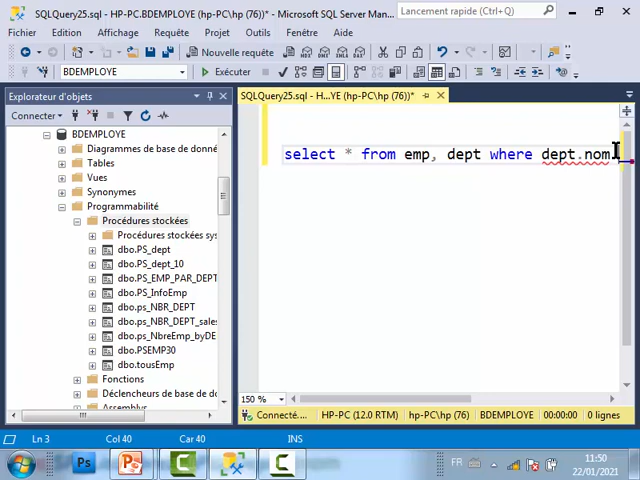 SQLQuery25.sql - HP-PC.BDEMPLOYE (hp-PC\hp (76))* - Microsoft SQL Server Man...
Lancement rapide (Ctrl+Q)
Fichier Edition Affichage Requête Projet Outils Fenêtre Aide
Nouvelle requête
BDEMPLOYE
Exécuter
Explorateur d'objets
SQLQuery25.sql - H...YE (hp-PC\hp (76))*
Connecter
BDEMPLOYE
Diagrammes de base de donné
Tables
Vues
Synonymes
Programmabilité
Procédures stockées
Procédures stockées sys
dbo.PS_dept
dbo.PS_dept_10
dbo.PS_EMP_PAR_DEPT
dbo.PS_InfoEmp
dbo.ps_NBR_DEPT
dbo.ps_NBR_DEPT_sales
dbo.ps_NbreEmp_byDE
dbo.PSEMP30
dbo.tousEmp
Fonctions
Déclencheurs de base de do
select * from emp, dept where dept.nom
150 %
Connecté.... HP-PC (12.0 RTM) hp-PC\hp (76) BDEMPLOYE 00:00:00 0 lignes
Ln 3 Col 40 Car 40 INS
Ps
FR
11:50
22/01/2021